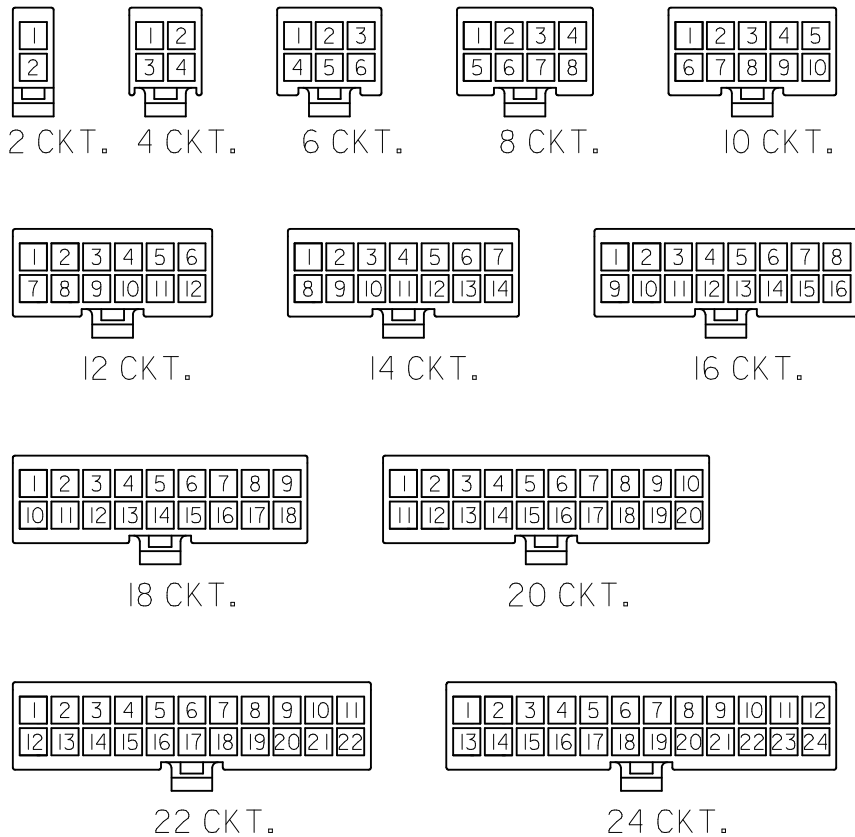 1 1 2 1 2 3 1 2 3 4 1 2 3 4 5
2 3 4 4 5 6 5 6 7 8 6 7 8 9 10
2 CKT. 4 CKT. 6 CKT. 8 CKT. 10 CKT.
1 2 3 4 5 6 1 2 3 4 5 6 7 1 2 3 4 5 6 7 8
7 8 9 10 11 12 8 9 10 11 12 13 14 9 10 11 12 13 14 15 16
12 CKT. 14 CKT. 16 CKT.
1 2 3 4 5 6 7 8 9 1 2 3 4 5 6 7 8 9 10
10 11 12 13 14 15 16 17 18 11 12 13 14 15 16 17 18 19 20
18 CKT. 20 CKT.
1 2 3 4 5 6 7 8 9 10 11 1 2 3 4 5 6 7 8 9 10 11 12
12 13 14 15 16 17 18 19 20 21 22 13 14 15 16 17 18 19 20 21 22 23 24
22 CKT. 24 CKT.